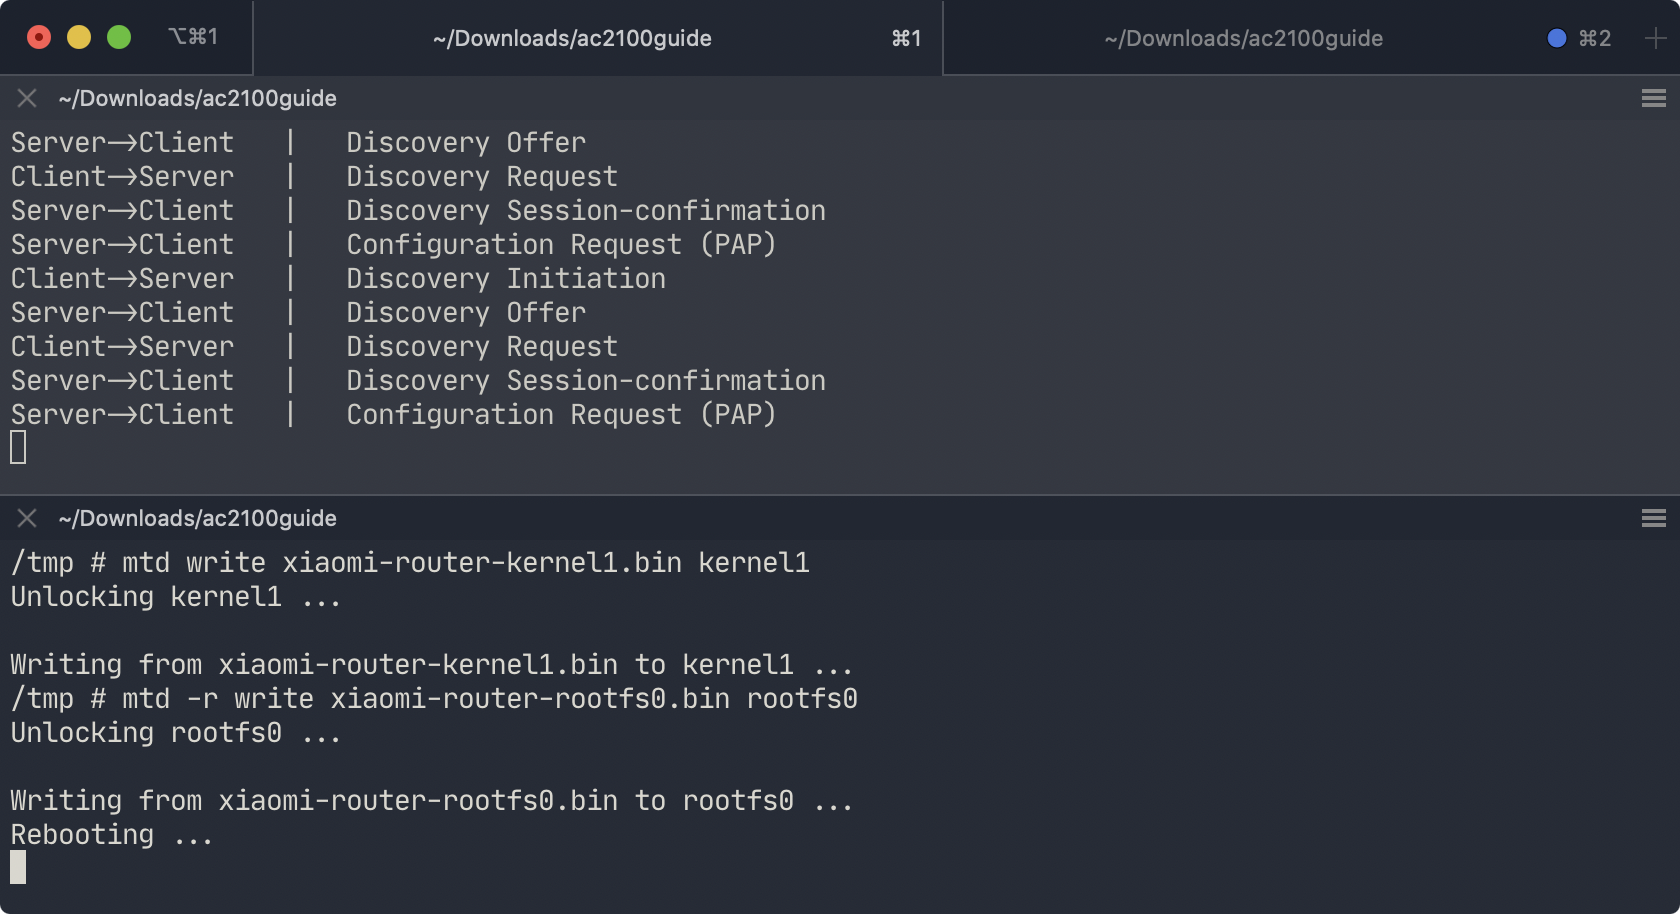 ⌥⌘1
~/Downloads/ac2100guide ⌘1
~/Downloads/ac2100guide ⌘2
~/Downloads/ac2100guide
Server->Client | Discovery Offer
Client->Server | Discovery Request
Server->Client | Discovery Session-confirmation
Server->Client | Configuration Request (PAP)
Client->Server | Discovery Initiation
Server->Client | Discovery Offer
Client->Server | Discovery Request
Server->Client | Discovery Session-confirmation
Server->Client | Configuration Request (PAP)
~/Downloads/ac2100guide
/tmp # mtd write xiaomi-router-kernel1.bin kernel1
Unlocking kernel1 ...
Writing from xiaomi-router-kernel1.bin to kernel1 ...
/tmp # mtd -r write xiaomi-router-rootfs0.bin rootfs0
Unlocking rootfs0 ...
Writing from xiaomi-router-rootfs0.bin to rootfs0 ...
Rebooting ...